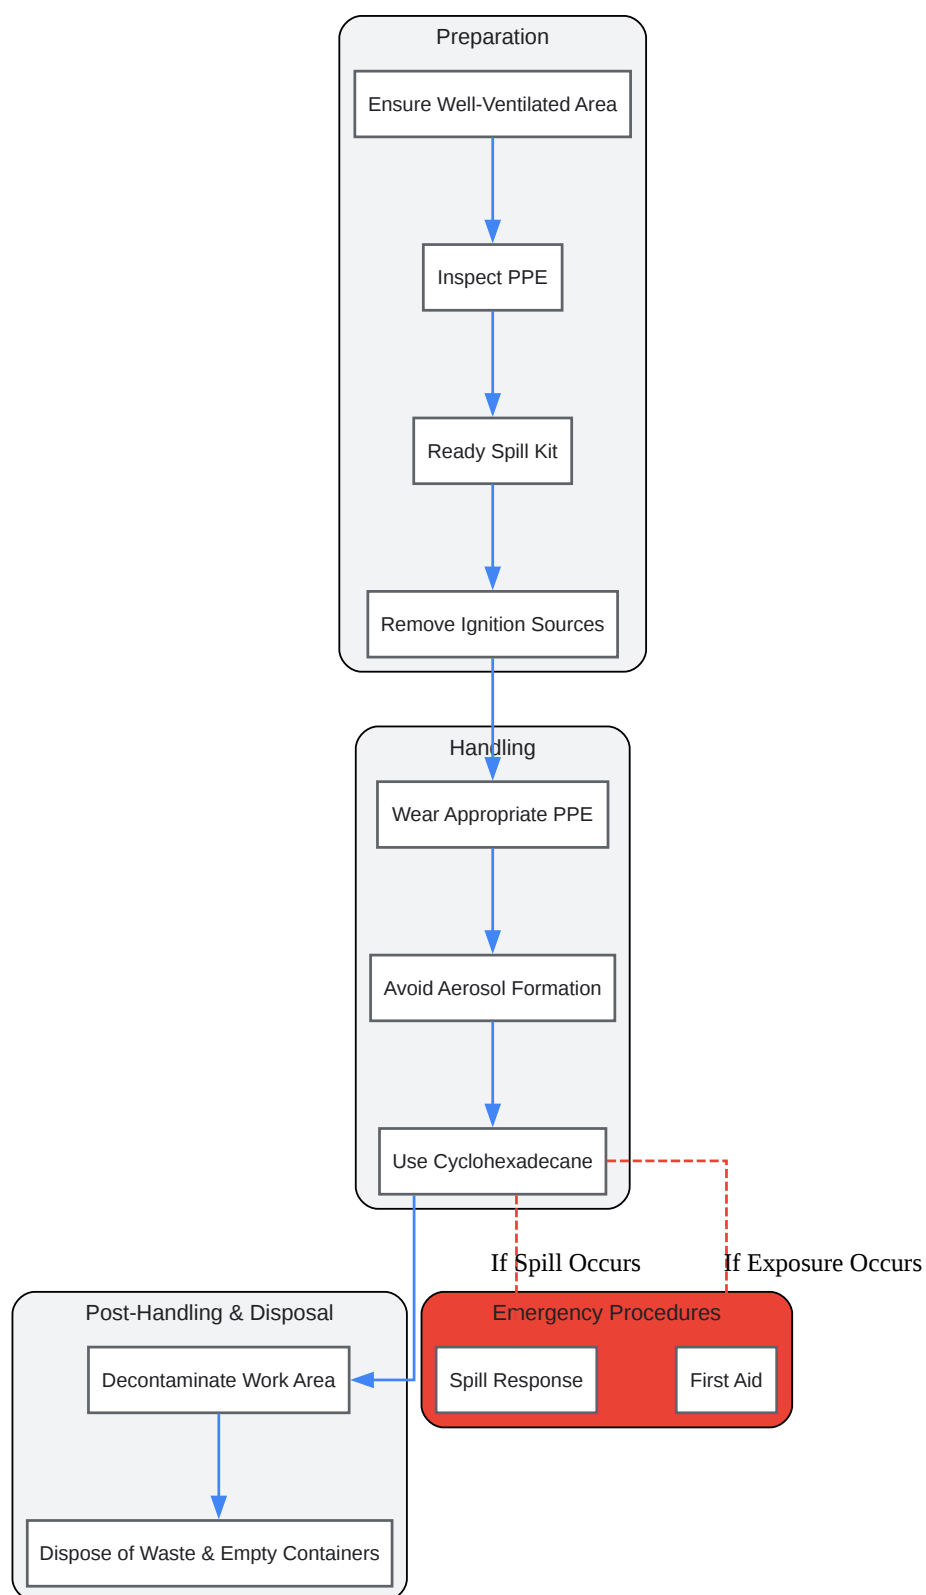 Preparation
Ensure Well-Ventilated Area
Inspect PPE
Ready Spill Kit
Remove Ignition Sources
Handling
Wear Appropriate PPE
Avoid Aerosol Formation
Use Cyclohexadecane
If Spill Occurs
If Exposure Occurs
Post-Handling & Disposal
Emergency Procedures
Decontaminate Work Area
Spill Response
First Aid
Dispose of Waste & Empty Containers